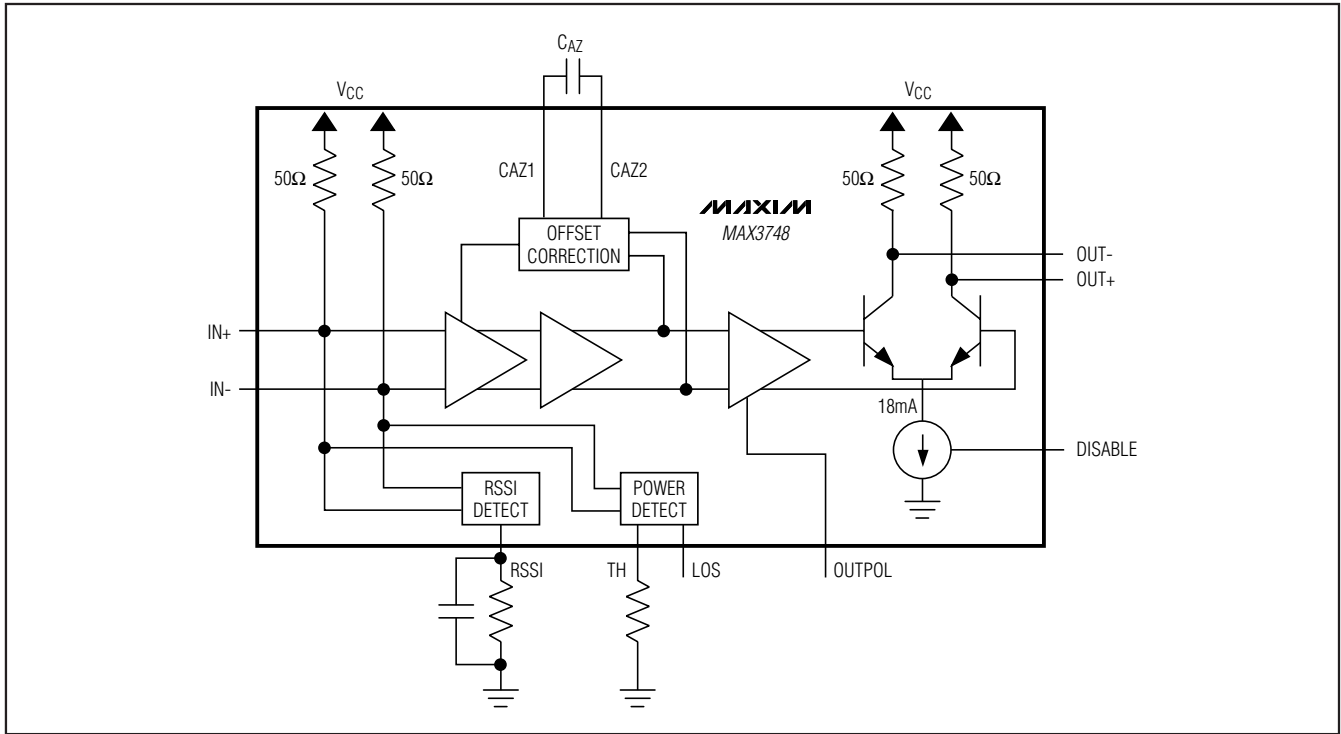 CAZ
VCC
VCC
50Ω
50Ω
CAZ1
CAZ2
50Ω
50Ω
MAXIM
MAX3748
OFFSET
CORRECTION
OUT-
OUT+
IN+
IN-
18mA
DISABLE
RSSI
DETECT
POWER
DETECT
RSSI
TH
LOS
OUTPOL